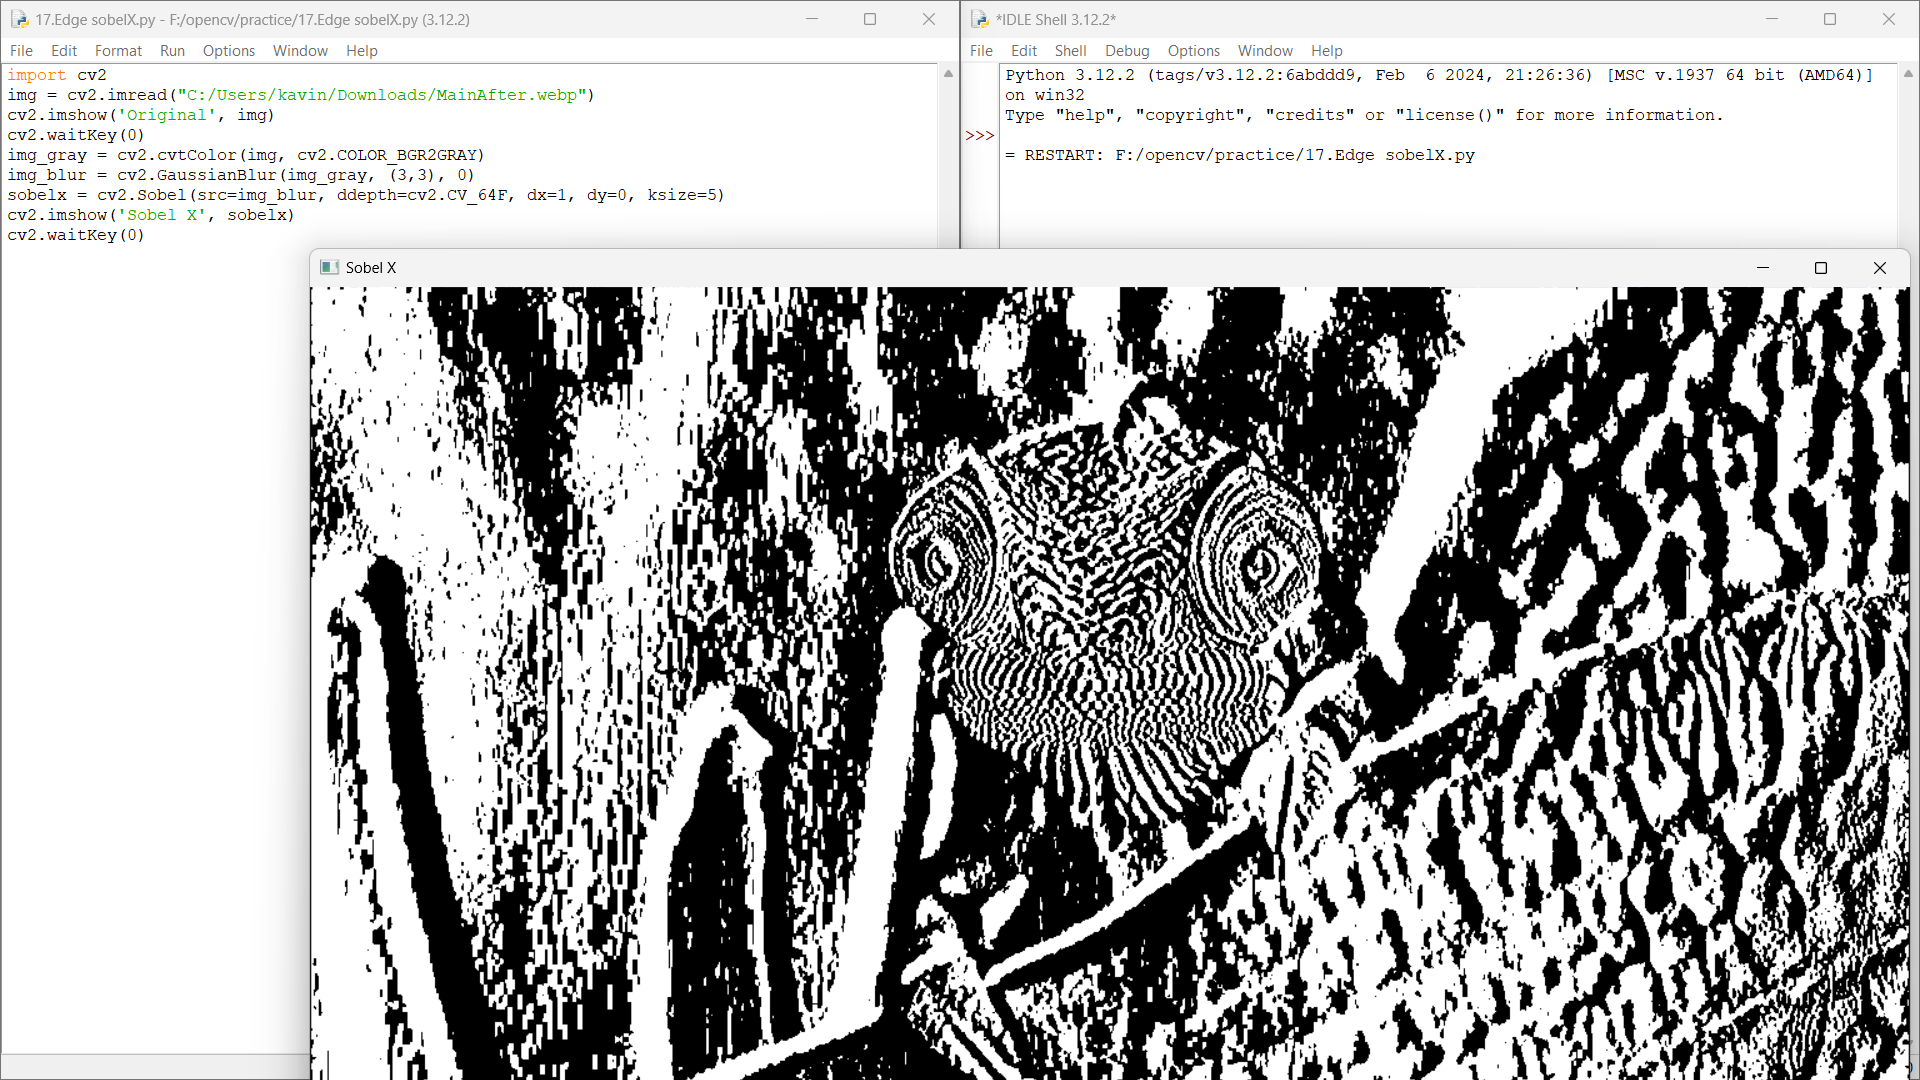 17.Edge sobelX.py - F:/opencv/practice/17.Edge sobelX.py (3.12.2)
File Edit Format Run Options Window Help
import cv2
img = cv2.imread("C:/Users/kavin/Downloads/MainAfter.webp")
cv2.imshow('Original', img)
cv2.waitKey(0)
img_gray = cv2.cvtColor(img, cv2.COLOR_BGR2GRAY)
img_blur = cv2.GaussianBlur(img_gray, (3,3), 0)
sobelx = cv2.Sobel(src=img_blur, ddepth=cv2.CV_64F, dx=1, dy=0, ksize=5)
cv2.imshow('Sobel X', sobelx)
cv2.waitKey(0)
*IDLE Shell 3.12.2*
File Edit Shell Debug Options Window Help
Python 3.12.2 (tags/v3.12.2:6abddd9, Feb  6 2024, 21:26:36) [MSC v.1937 64 bit (AMD64)]
on win32
Type "help", "copyright", "credits" or "license()" for more information.
>>>
= RESTART: F:/opencv/practice/17.Edge sobelX.py
Sobel X